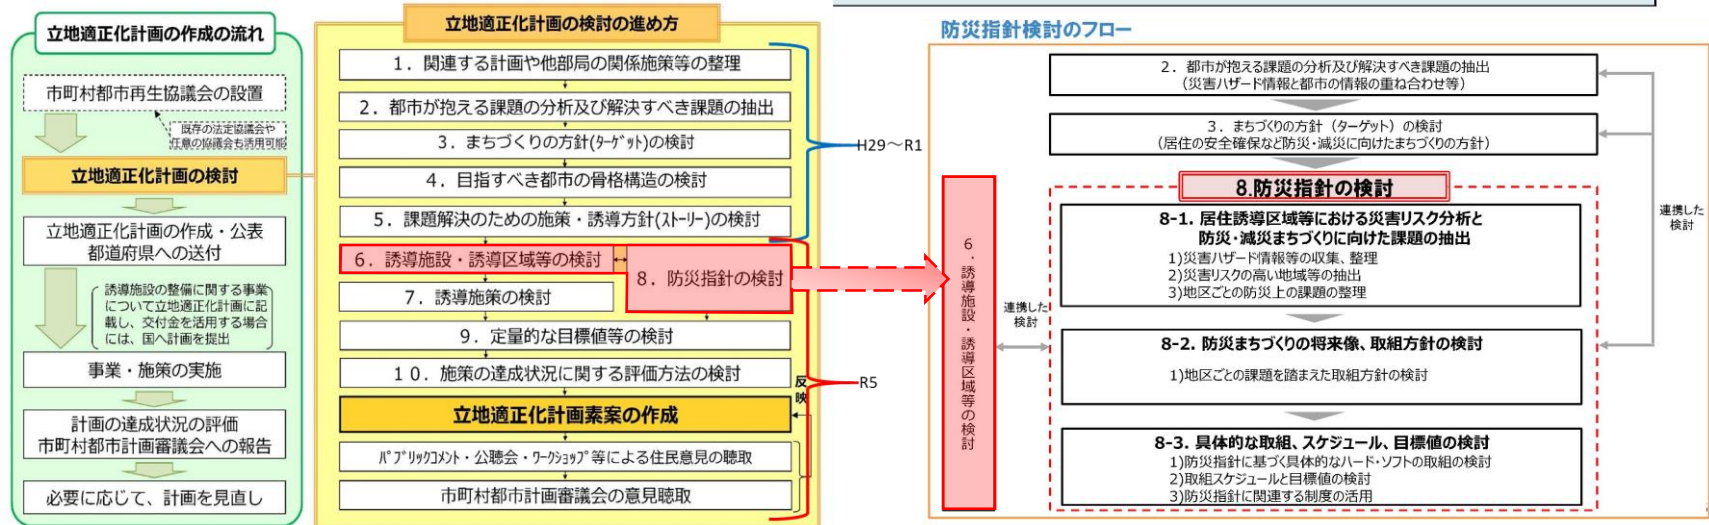 立地適正化計画の作成の流れ
市町村都市再生協議会の設置
既存の法定協議会や
任意の協議会も活用可能
立地適正化計画の検討
立地適正化計画の作成・公表
都道府県への送付
誘導施設の整備に関する事業
について立地適正化計画に記
載し、交付金を活用する場合
には、国へ計画を提出
事業・施策の実施
計画の達成状況の評価
市町村都市計画審議会への報告
必要に応じて、計画を見直し
立地適正化計画の検討の進め方
1．関連する計画や他部局の関係施策等の整理
2．都市が抱える課題の分析及び解決すべき課題の抽出
3．まちづくりの方針(ﾀｰｹﾞｯﾄ)の検討
4．目指すべき都市の骨格構造の検討
5．課題解決のための施策・誘導方針(ｽﾄｰﾘｰ)の検討
6．誘導施設・誘導区域等の検討
8．防災指針の検討
7．誘導施策の検討
9．定量的な目標値等の検討
10．施策の達成状況に関する評価方法の検討
反映
立地適正化計画素案の作成
ﾊﾟﾌﾞﾘｯｸｺﾒﾝﾄ・公聴会・ﾜｰｸｼｮｯﾌﾟ等による住民意見の聴取
市町村都市計画審議会の意見聴取
H29～R1
R5
防災指針検討のフロー
2．都市が抱える課題の分析及び解決すべき課題の抽出
（災害ハザード情報と都市の情報の重ね合わせ等）
3．まちづくりの方針（ターゲット）の検討
（居住の安全確保など防災・減災に向けたまちづくりの方針）
8.防災指針の検討
8-1. 居住誘導区域等における災害リスク分析と
防災・減災まちづくりに向けた課題の抽出
1)災害ハザード情報等の収集、整理
2)災害リスクの高い地域等の抽出
3)地区ごとの防災上の課題の整理
8-2. 防災まちづくりの将来像、取組方針の検討
1)地区ごとの課題を踏まえた取組方針の検討
8-3. 具体的な取組、スケジュール、目標値の検討
1)防災指針に基づく具体的なハード・ソフトの取組の検討
2)取組スケジュールと目標値の検討
3)防災指針に関連する制度の活用
6．誘導施設・誘導区域等の検討
連携した
検討
連携した
検討